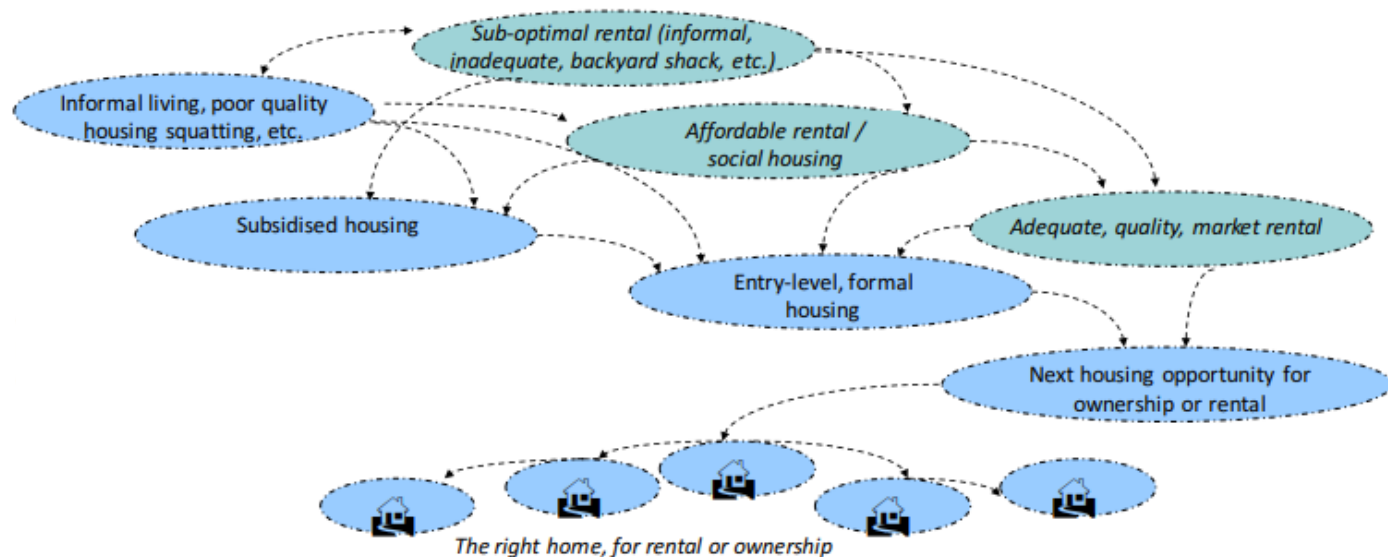 Sub-optimal rental (informal,
inadequate, backyard shack, etc.)
Informal living, poor quality
housing squatting, etc.
Affordable rental /
social housing
Subsidised housing
Adequate, quality, market rental
Entry-level, formal
housing
Next housing opportunity for
ownership or rental
The right home, for rental or ownership